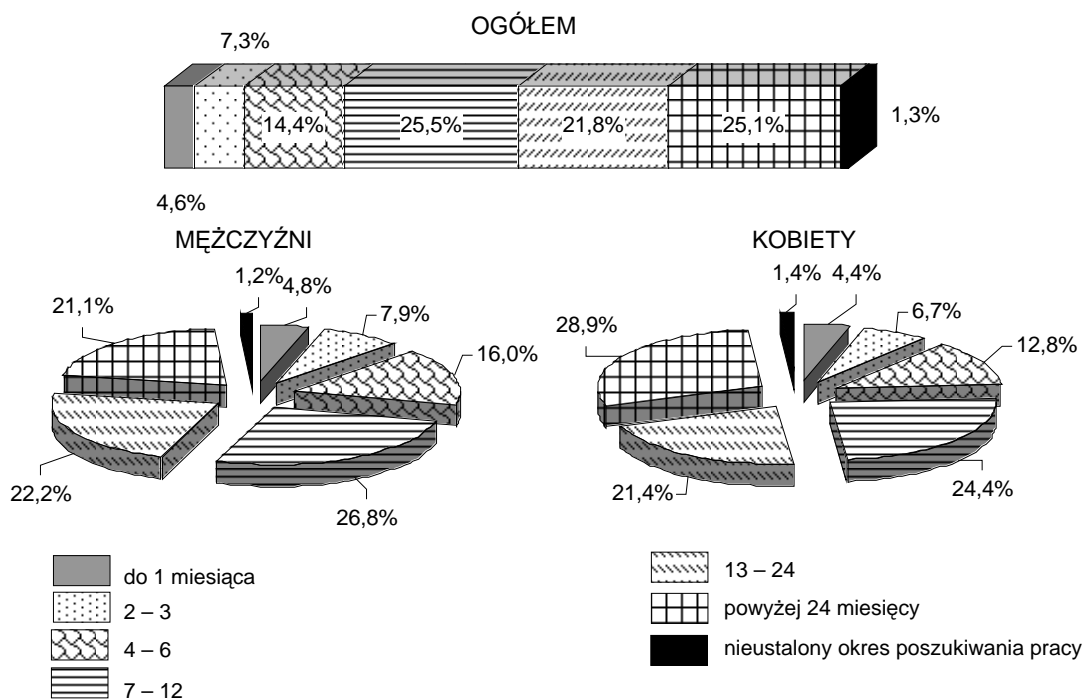 OGÓŁEM
7,3%
14,4% 25,5% 21,8% 25,1%
1,3%
4,6%
MĘŻCZYŹNI
1,2%
4,8%
21,1%
7,9%
16,0%
22,2%
26,8%
KOBIETY
1,4%
4,4%
28,9%
6,7%
12,8%
21,4%
24,4%
do 1 miesiąca
2 – 3
4 – 6
7 – 12
13 – 24
powyżej 24 miesięcy
nieustalony okres poszukiwania pracy